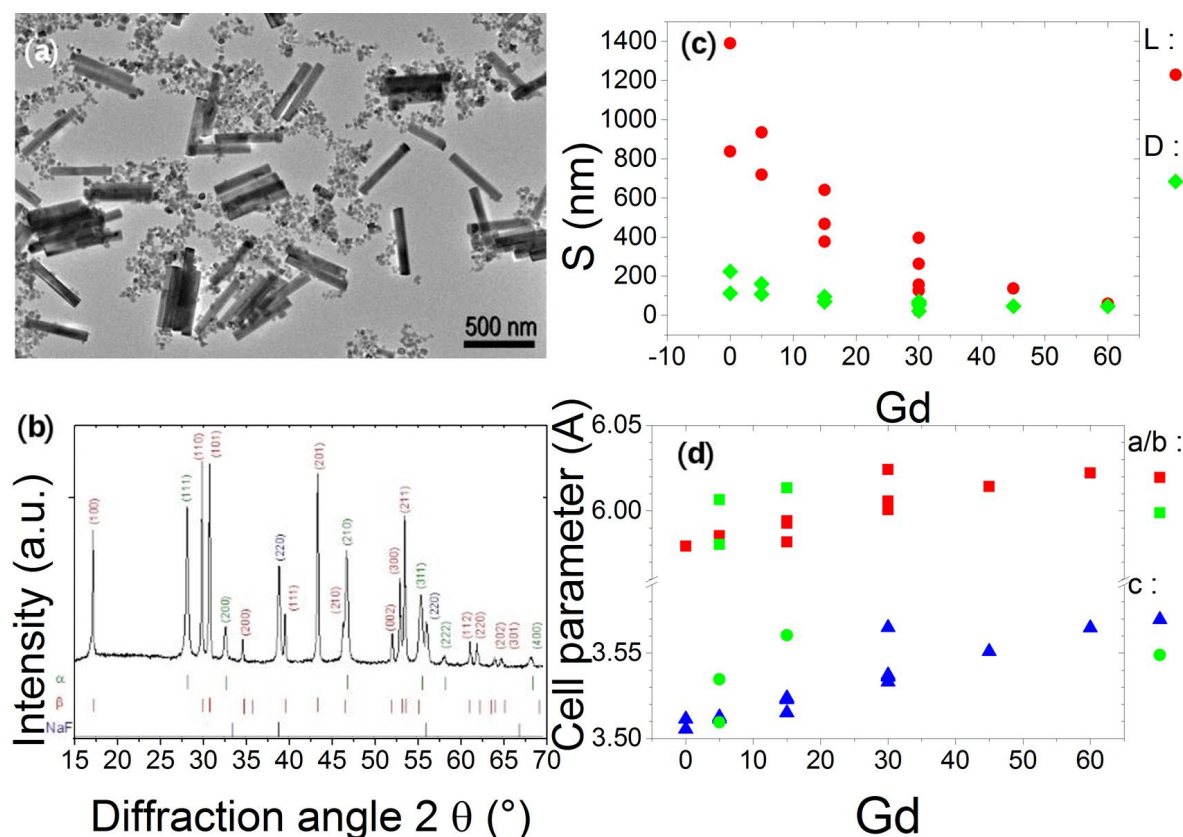 (a)
500 nm
(c)
S (nm)
1400
1200
1000
800
600
400
200
0
-10 0 10 20 30 40 50 60
Gd
L :
D :
(b)
Intensity (a.u.)
(100)
(111)
(110)
(101)
(200)
(200)
(220)
(111)
(201)
(210)
(210)
(002)
(300)
(211)
(311)
(220)
(222)
(112)
(220)
(202)
(301)
(400)
α
β
NaF
15 20 25 30 35 40 45 50 55 60 65 70
Diffraction angle 2 θ (°)
(d)
Cell parameter (A)
6.05
6.00
3.55
3.50
0 10 20 30 40 50 60
Gd
a/b :
c :